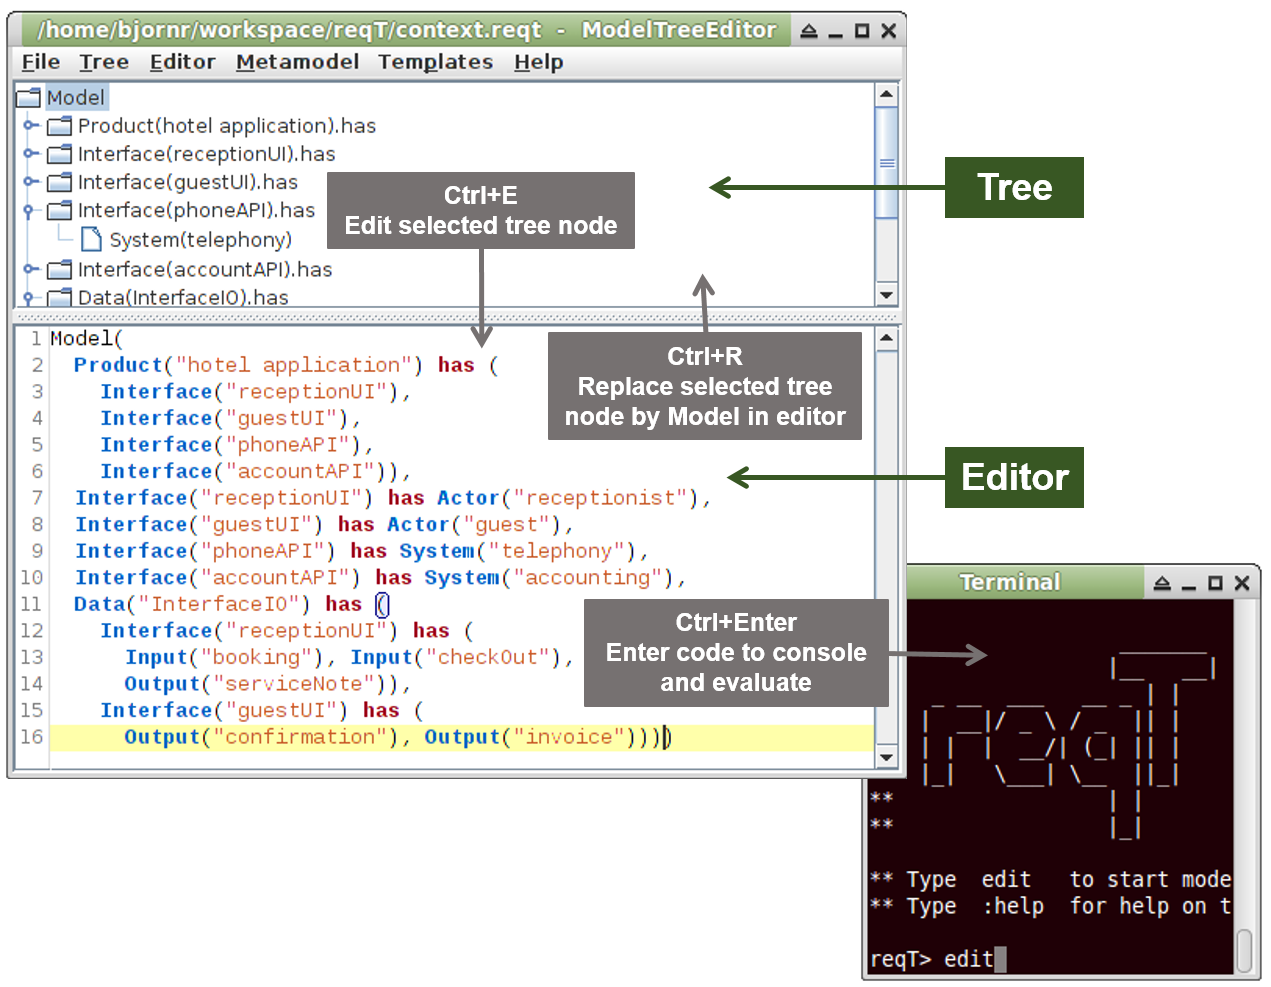 /home/bjornr/workspace/reqT/context.reqt - ModelTreeEditor
File Tree Editor Metamodel Templates Help
Model
Product(hotel application).has
Interface(receptionUI).has
Interface(guestUI).has
Interface(phoneAPI).has
System(telephony)
Interface(accountAPI).has
Data(InterfaceIO).has
Ctrl+E
Edit selected tree node
Tree
Ctrl+R
Replace selected tree
node by Model in editor
Editor
1 Model(
2 Product("hotel application") has (
3 Interface("receptionUI"),
4 Interface("guestUI"),
5 Interface("phoneAPI"),
6 Interface("accountAPI")),
7 Interface("receptionUI") has Actor("receptionist"),
8 Interface("guestUI") has Actor("guest"),
9 Interface("phoneAPI") has System("telephony"),
10 Interface("accountAPI") has System("accounting"),
11 Data("InterfaceIO") has (
12 Interface("receptionUI") has (
13 Input("booking"), Input("checkOut"),
14 Output("serviceNote")),
15 Interface("guestUI") has (
16 Output("confirmation"), Output("invoice"))))
Ctrl+Enter
Enter code to console
and evaluate
Terminal
reqT
**
**
** Type edit to start mode
** Type :help for help on t
reqT> edit